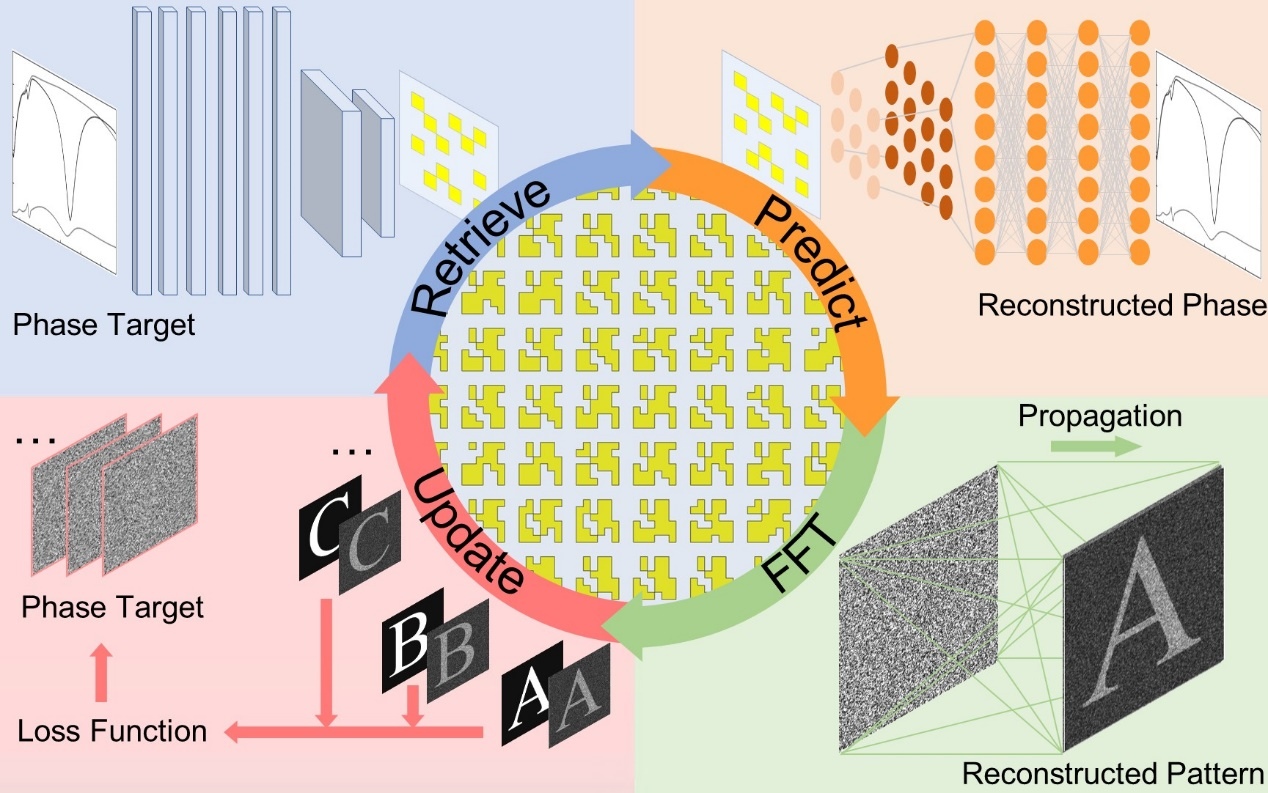 Retrieve
Predict
Phase Target
Reconstructed Phase
Propagation
...
...
C
C
Update
FFT
Phase Target
B
B
A
A
A
Loss Function
Reconstructed Pattern